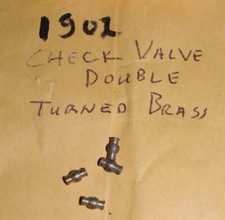 1902
CHECK VALVE
DOUBLE
TURNED BRASS